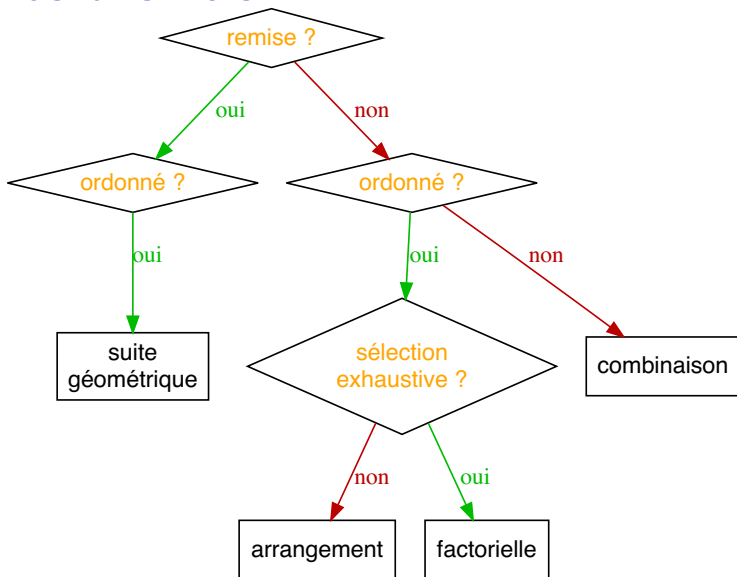 remise ?
oui
non
ordonné ?
ordonné ?
oui
oui
non
suite
géométrique
sélection
exhaustive ?
combinaison
non
oui
arrangement
factorielle